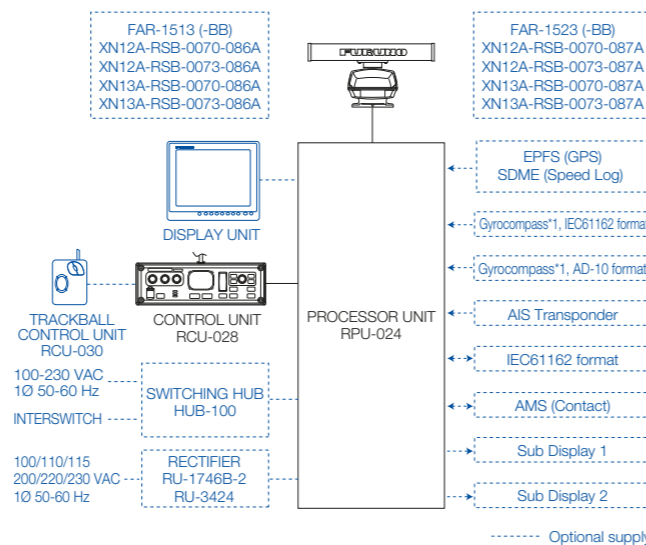 FAR-1513 (-BB)
XN12A-RSB-0070-086A
XN12A-RSB-0073-086A
XN13A-RSB-0070-086A
XN13A-RSB-0073-086A
FURUNO
FAR-1523 (-BB)
XN12A-RSB-0070-087A
XN12A-RSB-0073-087A
XN13A-RSB-0070-087A
XN13A-RSB-0073-087A
DISPLAY UNIT
TRACKBALL
CONTROL UNIT
RCU-030
CONTROL UNIT
RCU-028
PROCESSOR UNIT
RPU-024
100-230 VAC
1Ø 50-60 Hz
INTERSWITCH
SWITCHING HUB
HUB-100
100/110/115
200/220/230 VAC
1Ø 50-60 Hz
RECTIFIER
RU-1746B-2
RU-3424
EPFS (GPS)
SDME (Speed Log)
Gyrocompass*1, IEC61162 format
Gyrocompass*1, AD-10 format
AIS Transponder
IEC61162 format
AMS (Contact)
Sub Display 1
Sub Display 2
Optional supply